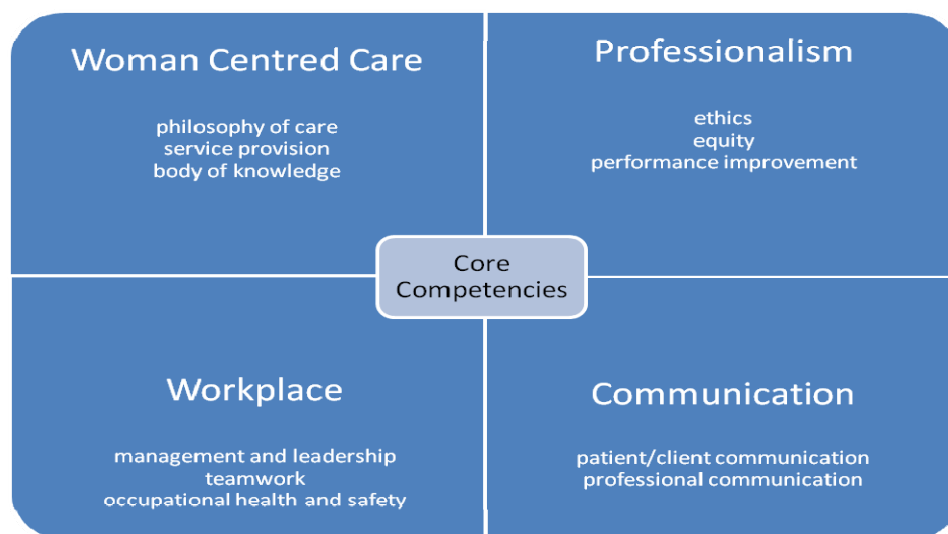 Woman Centred Care
philosophy of care
service provision
body of knowledge
Professionalism
ethics
equity
performance improvement
Core
Competencies
Workplace
management and leadership
teamwork
occupational health and safety
Communication
patient/client communication
professional communication